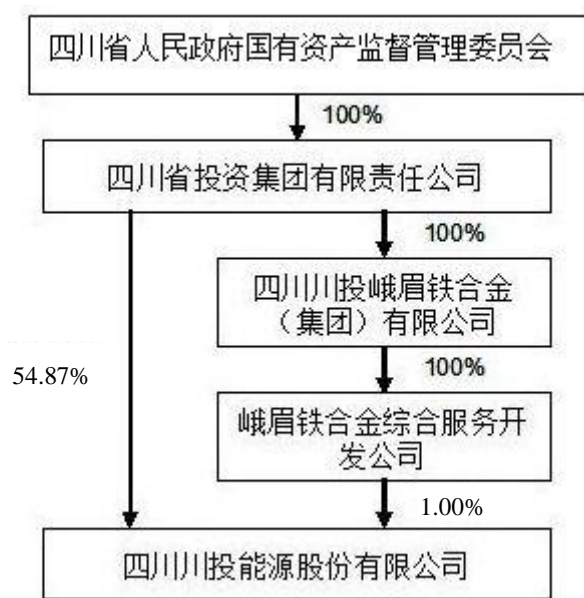 四川省人民政府国有资产监督管理委员会
100%
四川省投资集团有限责任公司
100%
四川川投峨眉铁合金
（集团）有限公司
54.87%
100%
峨眉铁合金综合服务开
发公司
1.00%
四川川投能源股份有限公司